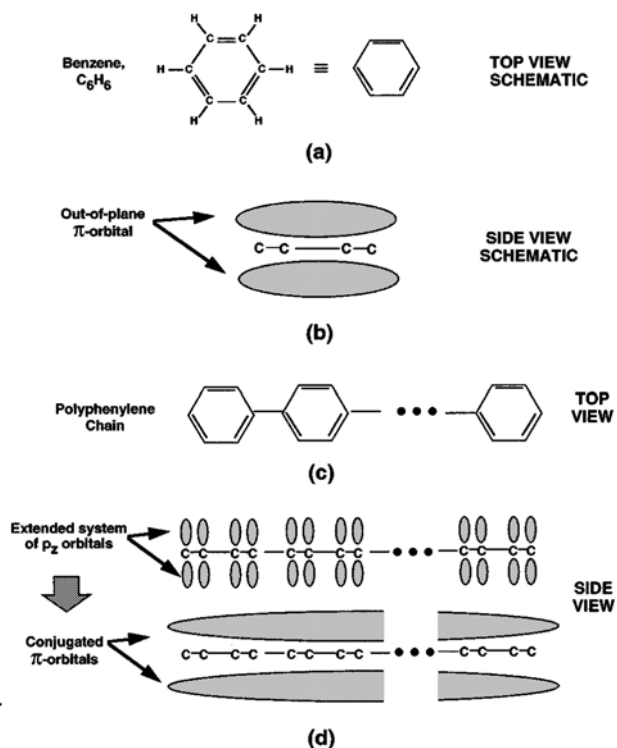 Benzene,
C6H6
H H
C C
H C C H
C C
H H
≡
TOP VIEW
SCHEMATIC
(a)
Out-of-plane
π-orbital
C C C C
SIDE VIEW
SCHEMATIC
(b)
Polyphenylene
Chain
TOP
VIEW
(c)
Extended system
of pz orbitals
C C C C C C C C C C C C
SIDE
VIEW
Conjugated
π-orbitals
C C C C C C C C C C C C
(d)